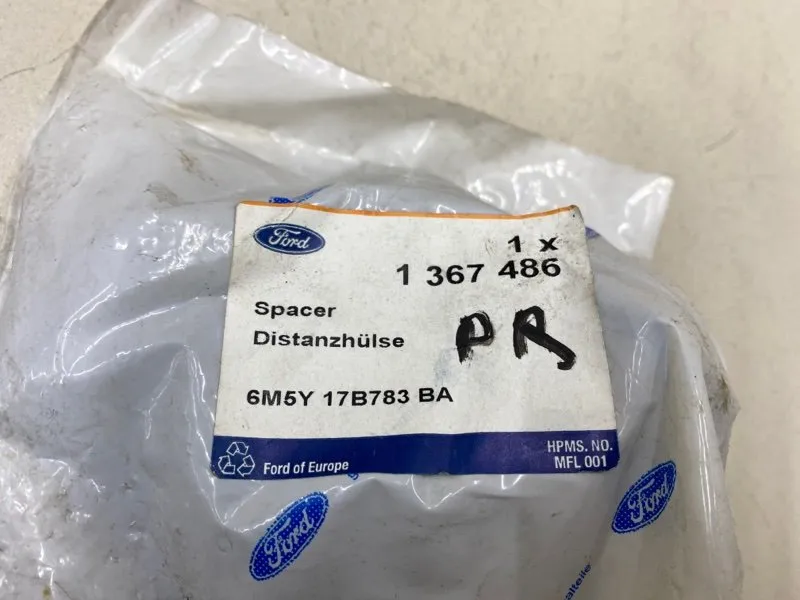 Ford
1 x
1 367 486
Spacer
Distanzhülse
PR
6M5Y 17B783 BA
Ford of Europe
HPMS. NO.
MFL 001
Ford
Ford